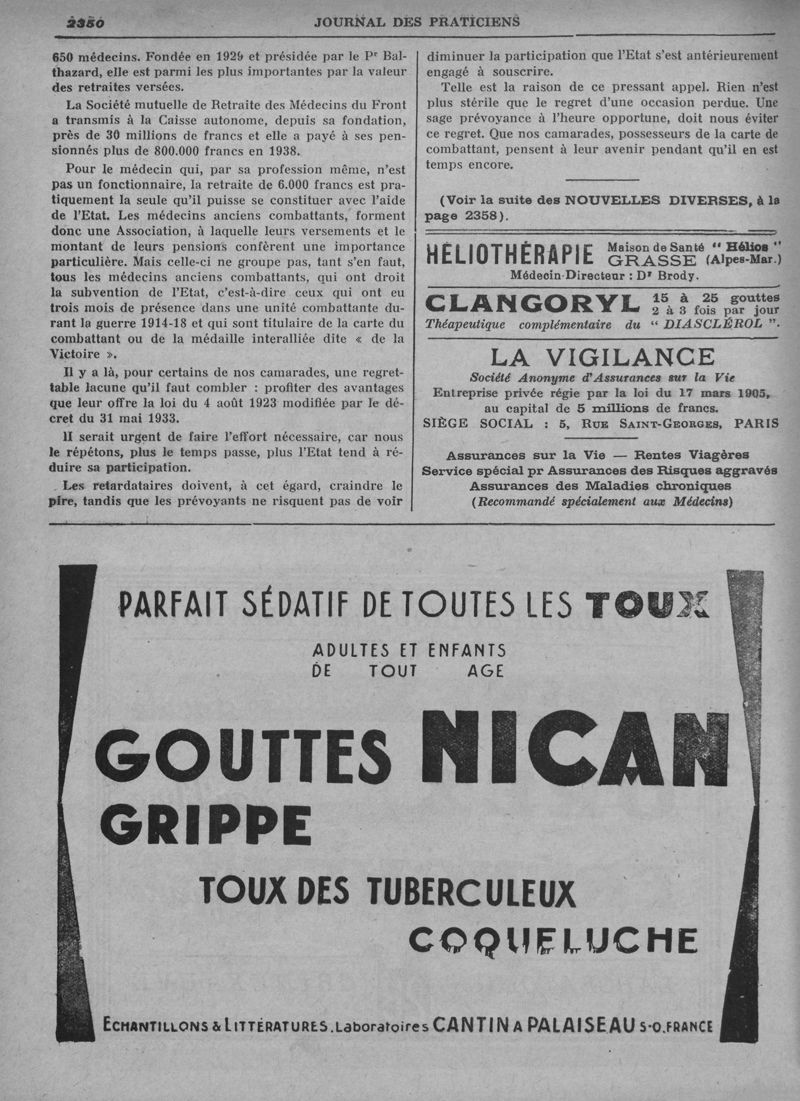 2350
JOURNAL DES PRATICIENS
650 médecins. Fondée en 1929 et présidée par le Pr Bal-
thazard, elle est parmi les plus importantes par la valeur
des retraites versées.
La Société mutuelle de Retraite des Médecins du Front
a transmis à la Caisse autonome, depuis sa fondation,
près de 30 millions de francs et elle a payé à ses pen-
sionnés plus de 800.000 francs en 1938.
Pour le médecin qui, par sa profession même, n'est
pas un fonctionnaire, la retraite de 6.000 francs est pra-
tiquement la seule qu'il puisse se constituer avec l'aide
de l'Etat. Les médecins anciens combattants, forment
donc une Association, à laquelle leurs versements et le
montant de leurs pensions confèrent une importance
particulière. Mais celle-ci ne groupe pas, tant s'en faut,
tous les médecins anciens combattants, qui ont droit
la subvention de l'Etat, c'est-à-dire ceux qui ont eu
trois mois de présence dans une unité combattante du-
rant la guerre 1914-18 et qui sont titulaire de la carte du
combattant ou de la médaille interalliée dite « de la
Victoire ».
Il y a là, pour certains de nos camarades, une regret-
table lacune qu'il faut combler : profiter des avantages
que leur offre la loi du 4 août 1923 modifiée par le dé-
cret du 31 mai 1933.
Il serait urgent de faire l'effort nécessaire, car nous
le répétons, plus le temps passe, plus l'Etat tend à ré-
duire sa participation.
Les retardataires doivent, à cet égard, craindre le
pire, tandis que les prévoyants ne risquent pas de voir
diminuer la participation que l'Etat s'est antérieurement
engagé à souscrire.
Telle est la raison de ce pressant appel. Rien n'est
plus stérile que le regret d'une occasion perdue. Une
sage prévoyance à l'heure opportune, doit nous éviter
ce regret. Que nos camarades, possesseurs de la carte de
combattant, pensent à leur avenir pendant qu'il en est
temps encore.
(Voir la suite des NOUVELLES DIVERSES, à la
page 2358).
HÉLIOTHÉRAPIE Maison de Santé " Hélios "
GRASSE (Alpes-Mar.)
Médecin-Directeur : Dr Brody.
CLANGORYL 15 à 25 gouttes
2 à 3 fois par jour
Théapeutique complémentaire du " DIASCLÉROL ".
LA VIGILANCE
Société Anonyme d'Assurances sur la Vie
Entreprise privée régie par la loi du 17 mars 1905,
au capital de 5 millions de francs.
SIÈGE SOCIAL : 5, RUE SAINT-GEORGES, PARIS
Assurances sur la Vie — Rentes Viagères
Service spécial pr Assurances des Risques aggravés
Assurances des Maladies chroniques
(Recommandé spécialement aux Médecins)
PARFAIT SÉDATIF DE TOUTES LES TOUX
ADULTES ET ENFANTS
DE TOUT AGE
GOUTTES NICAN
GRIPPE
TOUX DES TUBERCULEUX
COQUELUCHE
ECHANTILLONS & LITTÉRATURES. Laboratoires CANTIN A PALAISEAU S-O. FRANCE